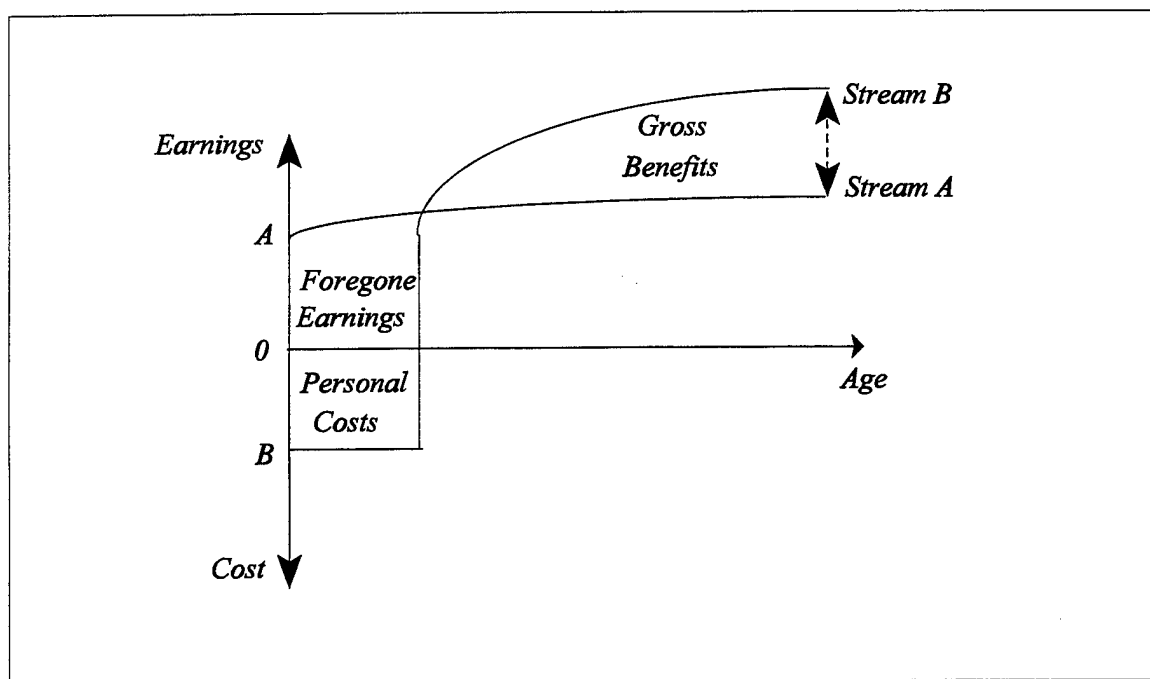 Stream B
Gross
Earnings
Benefits
Stream A
A
Foregone
Earnings
0
Personal
Age
Costs
B
Cost